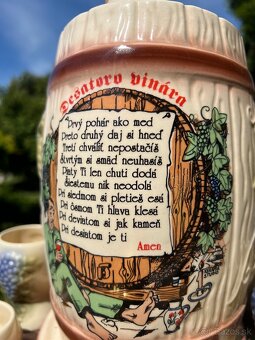 Desatoro vinára
Prvý pohár ako med
Preto druhý daj si hneď
Tretí chváliť nepostačíš
Štvrtým si smäd neuhasíš
Piaty Ti len chuti dodá
Šiestemu nik neodolá
Pri siedmom si pletieš esá
Pri ôsmom Ti hlava klesá
Pri deviatom si jak kameň
Pri desiatom je ti
Amen